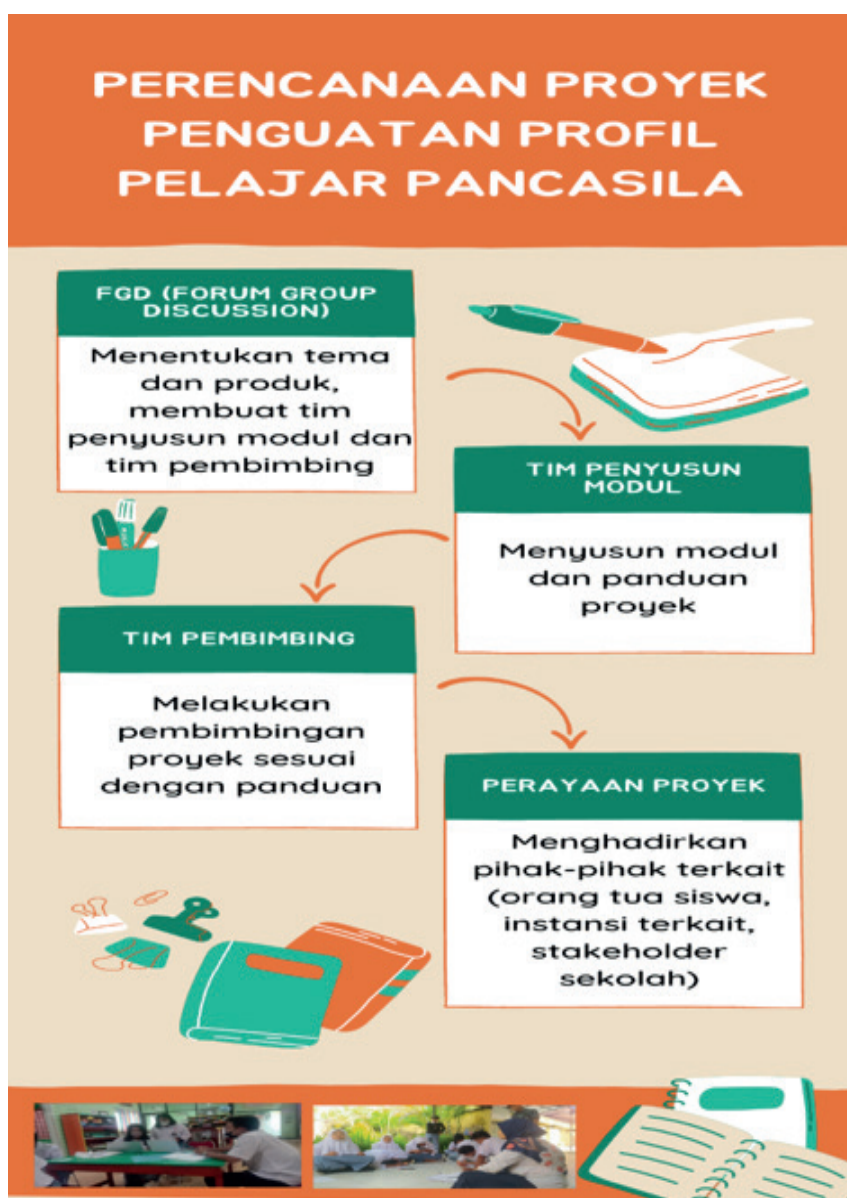 PERENCANAAN PROYEK
PENGUATAN PROFIL
PELAJAR PANCASILA
FGD (FORUM GROUP
DISCUSSION)
Menentukan tema
dan produk,
membuat tim
penyusun modul dan
tim pembimbing
TIM PENYUSUN
MODUL
Menyusun modul
dan panduan
proyek
TIM PEMBIMBING
Melakukan
pembimbingan
proyek sesuai
dengan panduan
PERAYAAN PROYEK
Menghadirkan
pihak-pihak terkait
(orang tua siswa,
instansi terkait,
stakeholder
sekolah)